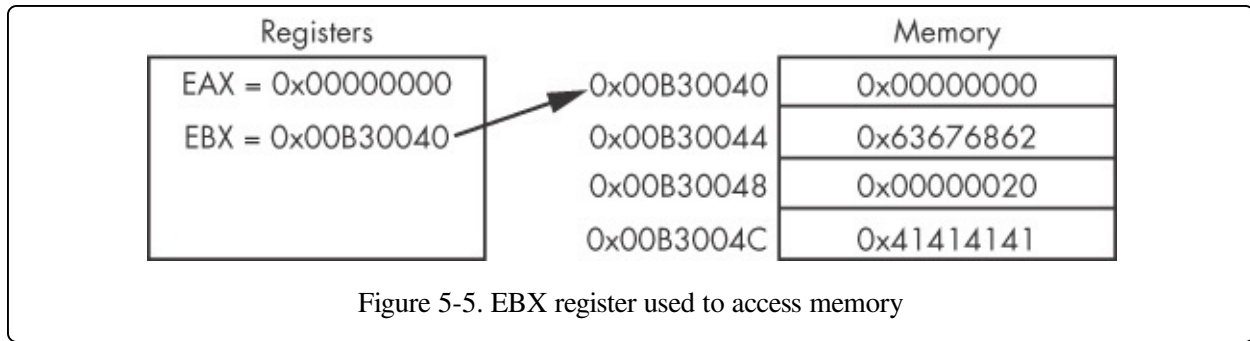 Registers Memory
EAX = 0x00000000 0x00B30040 0x00000000
EBX = 0x00B30040 0x00B30044 0x63676862
0x00B30048 0x00000020
0x00B3004C 0x41414141
Figure 5-5. EBX register used to access memory